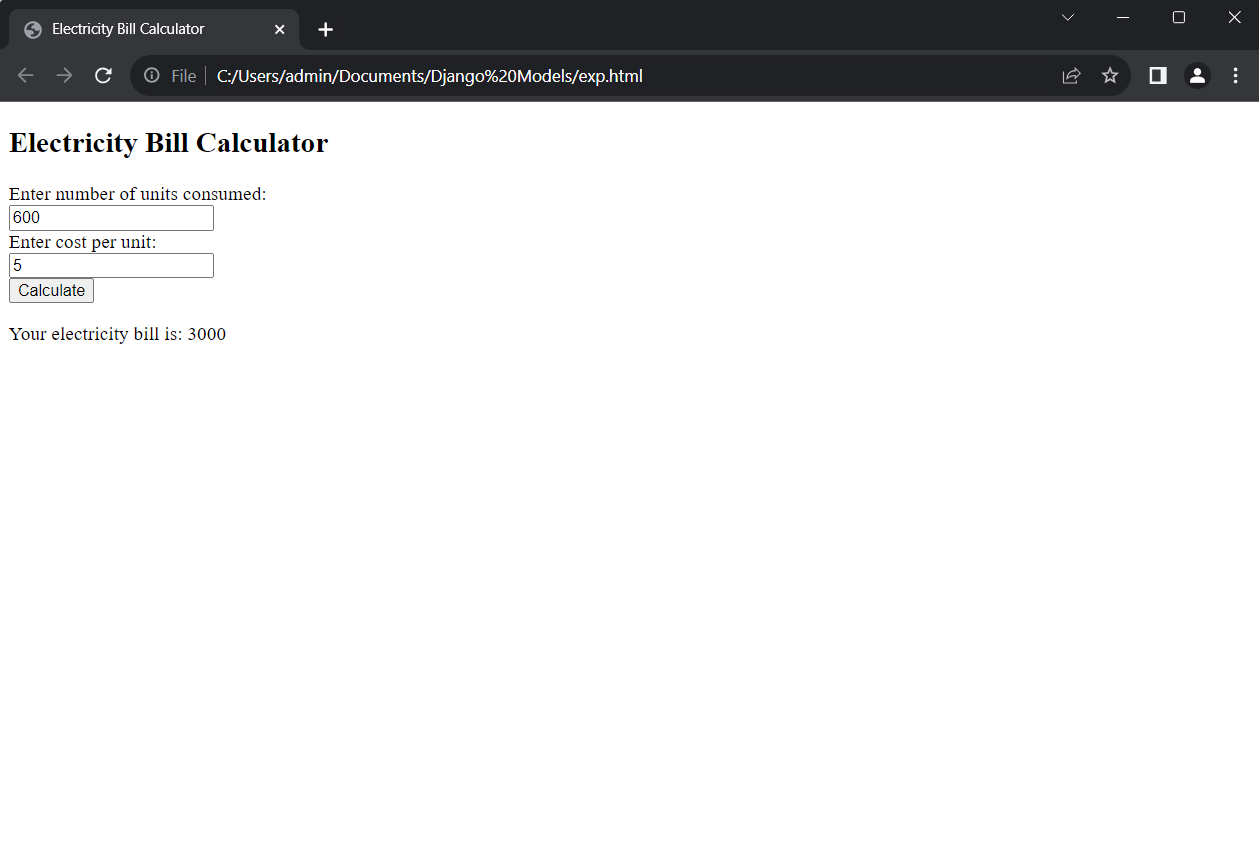 Electricity Bill Calculator
File
C:/Users/admin/Documents/Django%20Models/exp.html
Electricity Bill Calculator
Enter number of units consumed:
600
Enter cost per unit:
5
Calculate
Your electricity bill is: 3000